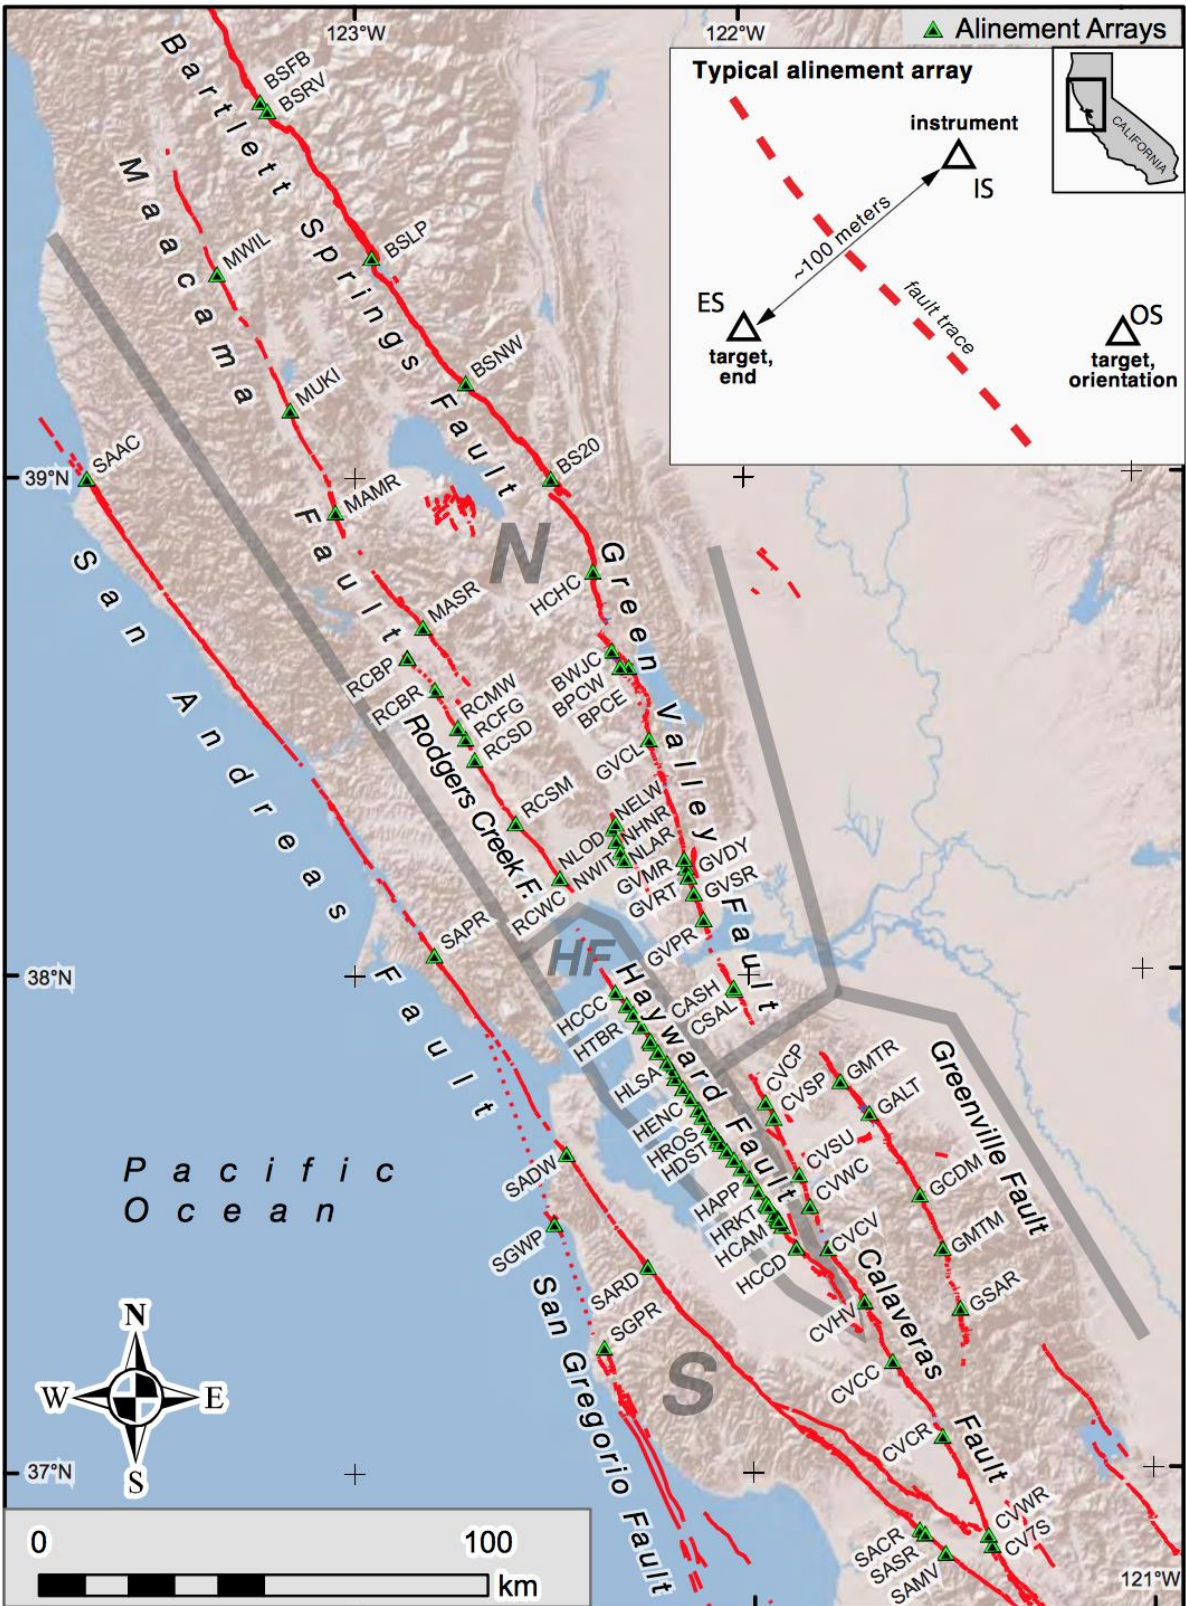 123°W
122°W
Alinement Arrays
Typical alinement array
CALIFORNIA
instrument
IS
~100 meters
fault trace
ES
target,
end
OS
target,
orientation
Bartlett Springs Fault
BSFB
BSRV
BSLP
BSNW
BS20
Maacama Fault
MWIL
MUKI
MAMR
MASR
39°N
SAAC
San Andreas Fault
N
Green Valley Fault
HCHC
BWJC
BPCW
BPCE
GVCL
RCBP
RCBR
RCMW
RCFG
RCSD
RCSM
RCWC
Rodgers Creek F.
NELW
NHNR
NLAR
NLOD
NWIT
GVDY
GVSR
GVMR
GVRT
GVPR
SAPR
38°N
HF
Hayward Fault
CASH
CSAL
HCCC
HTBR
HLSA
HENC
HROS
HDST
HAPP
HRKT
HCAM
HCCD
CVCP
CVSP
CVSU
CVWC
CVCV
CVHV
CVCC
CVCR
CVWR
CV7S
Calaveras Fault
GMTR
GALT
GCDM
GMTM
GSAR
Greenville Fault
Pacific
Ocean
SADW
SGWP
SARD
SGPR
San Gregorio Fault
S
SACR
SASR
SAMV
N
W
E
S
37°N
0
100
km
121°W